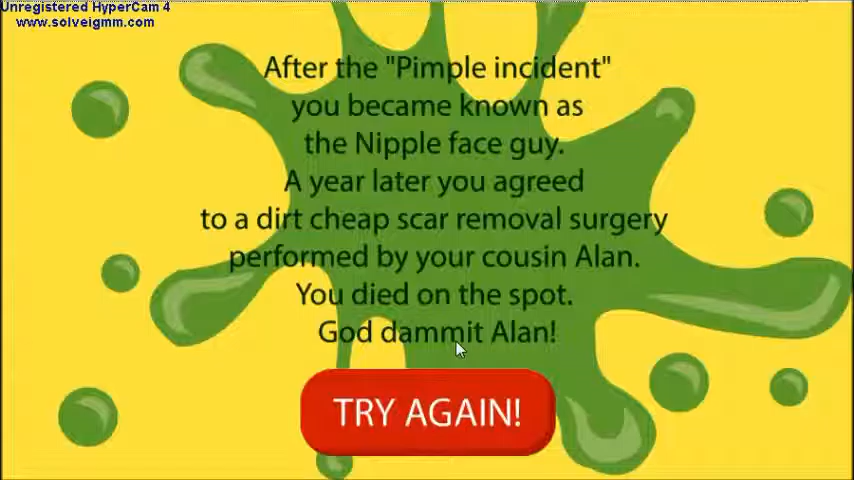 Unregistered HyperCam 4
www.solveigmm.com
After the "Pimple incident"
you became known as
the Nipple face guy.
A year later you agreed
to a dirt cheap scar removal surgery
performed by your cousin Alan.
You died on the spot.
God dammit Alan!
TRY AGAIN!